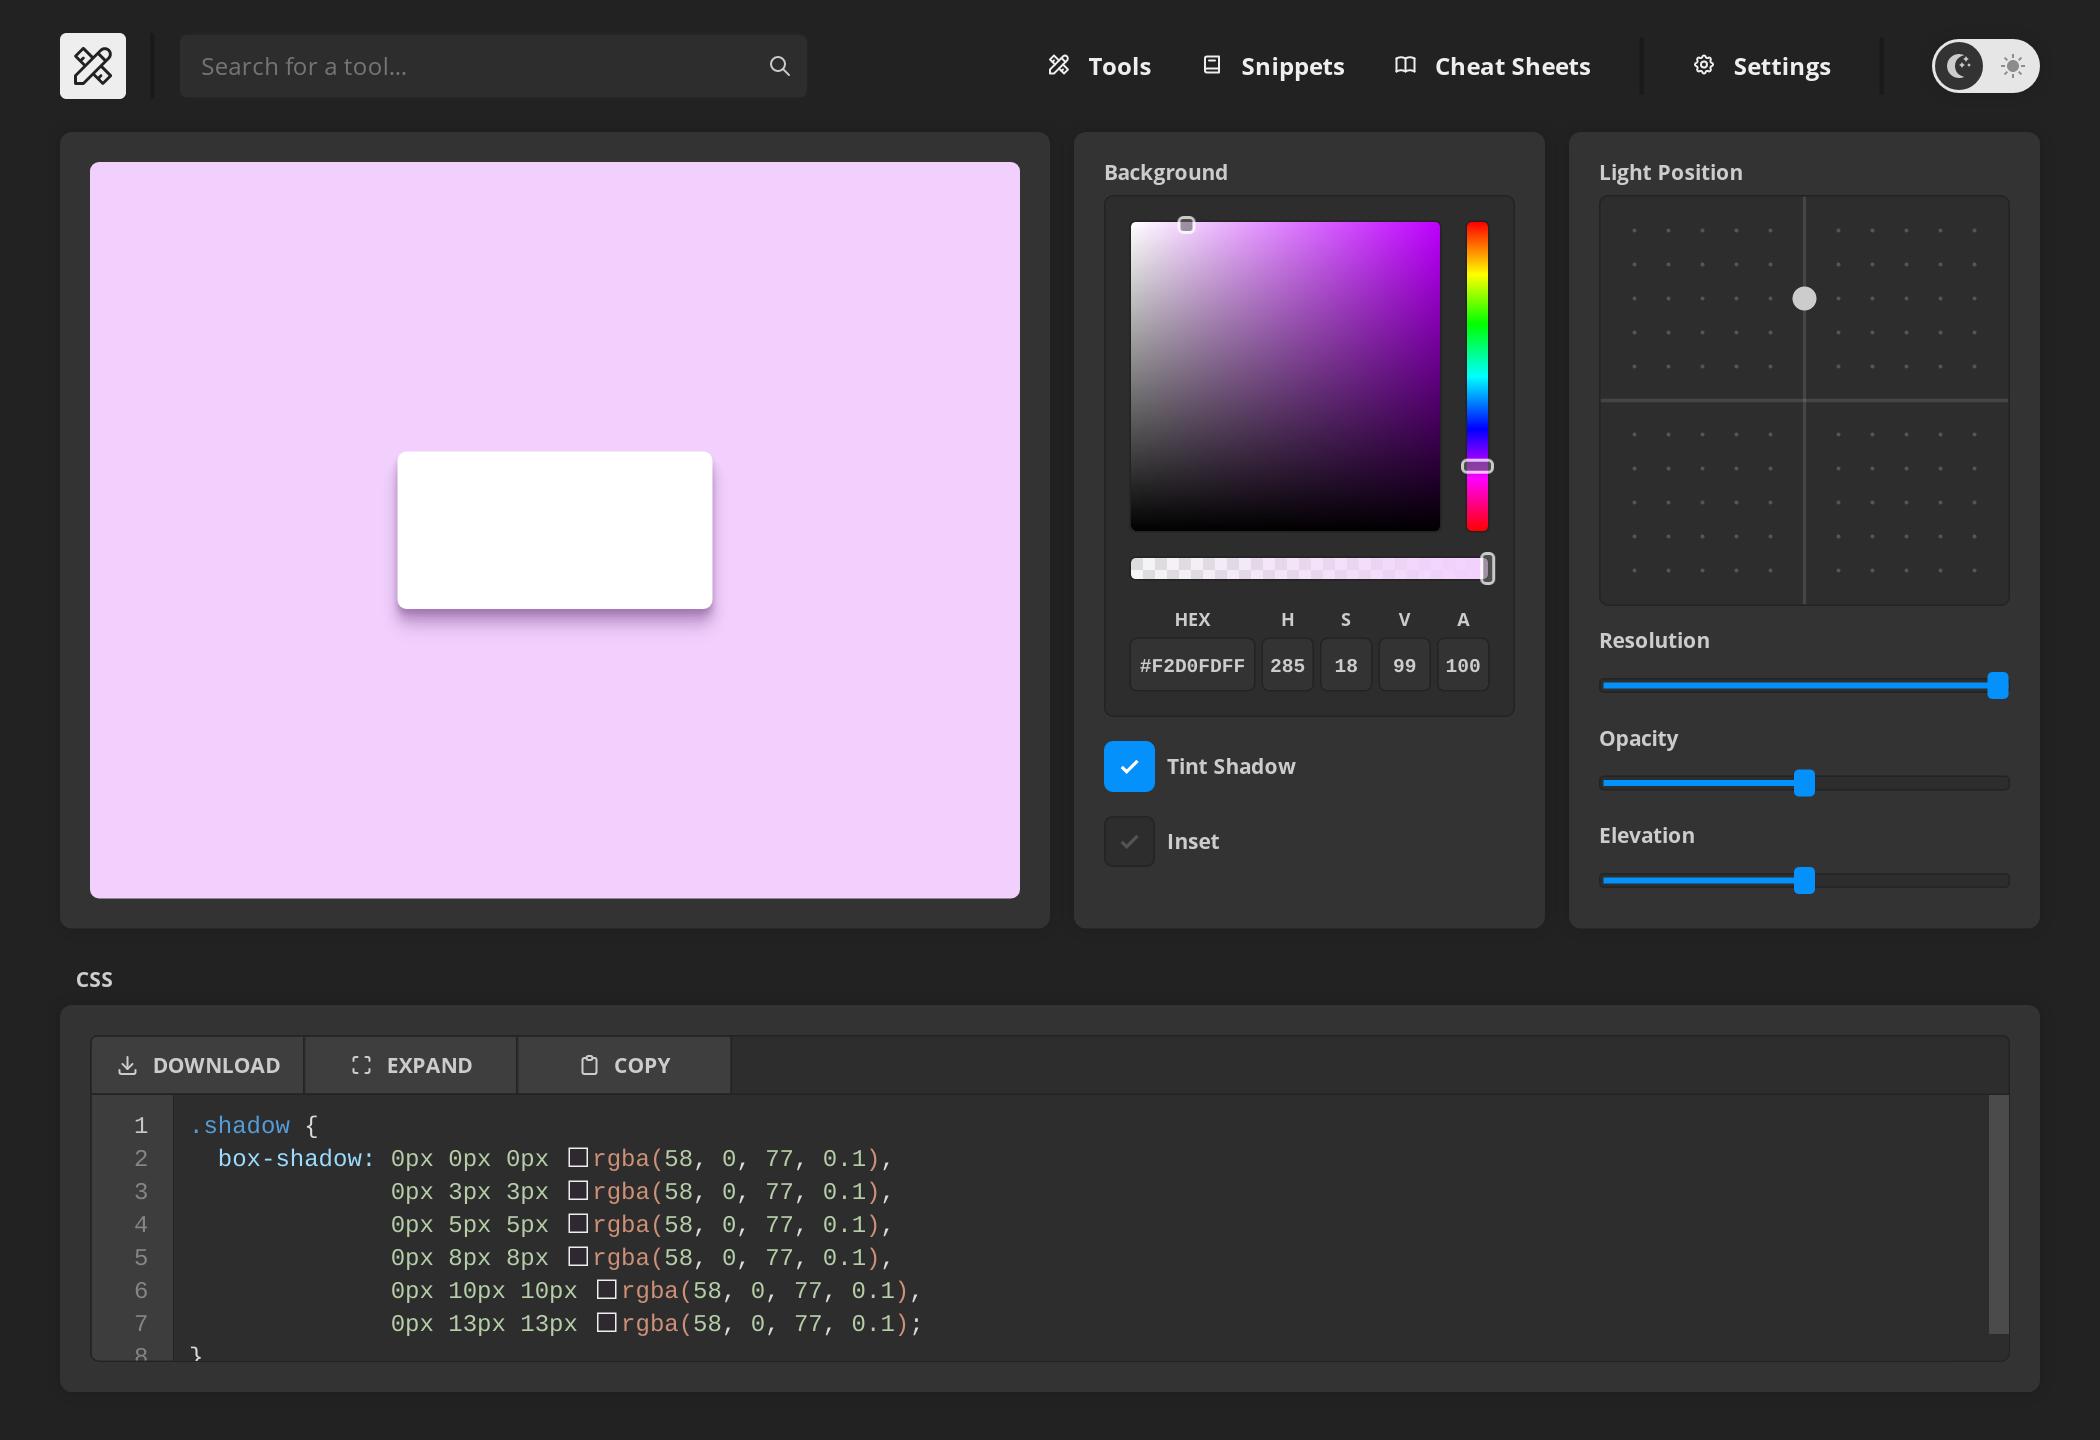 Search for a tool...
Tools
Snippets
Cheat Sheets
Settings
Background
HEX H S V A
#F2D0FDFF 285 18 99 100
Tint Shadow
Inset
Light Position
Resolution
Opacity
Elevation
CSS
DOWNLOAD
EXPAND
COPY
1 .shadow {
2 box-shadow: 0px 0px 0px rgba(58, 0, 77, 0.1),
3 0px 3px 3px rgba(58, 0, 77, 0.1),
4 0px 5px 5px rgba(58, 0, 77, 0.1),
5 0px 8px 8px rgba(58, 0, 77, 0.1),
6 0px 10px 10px rgba(58, 0, 77, 0.1),
7 0px 13px 13px rgba(58, 0, 77, 0.1);
8 }